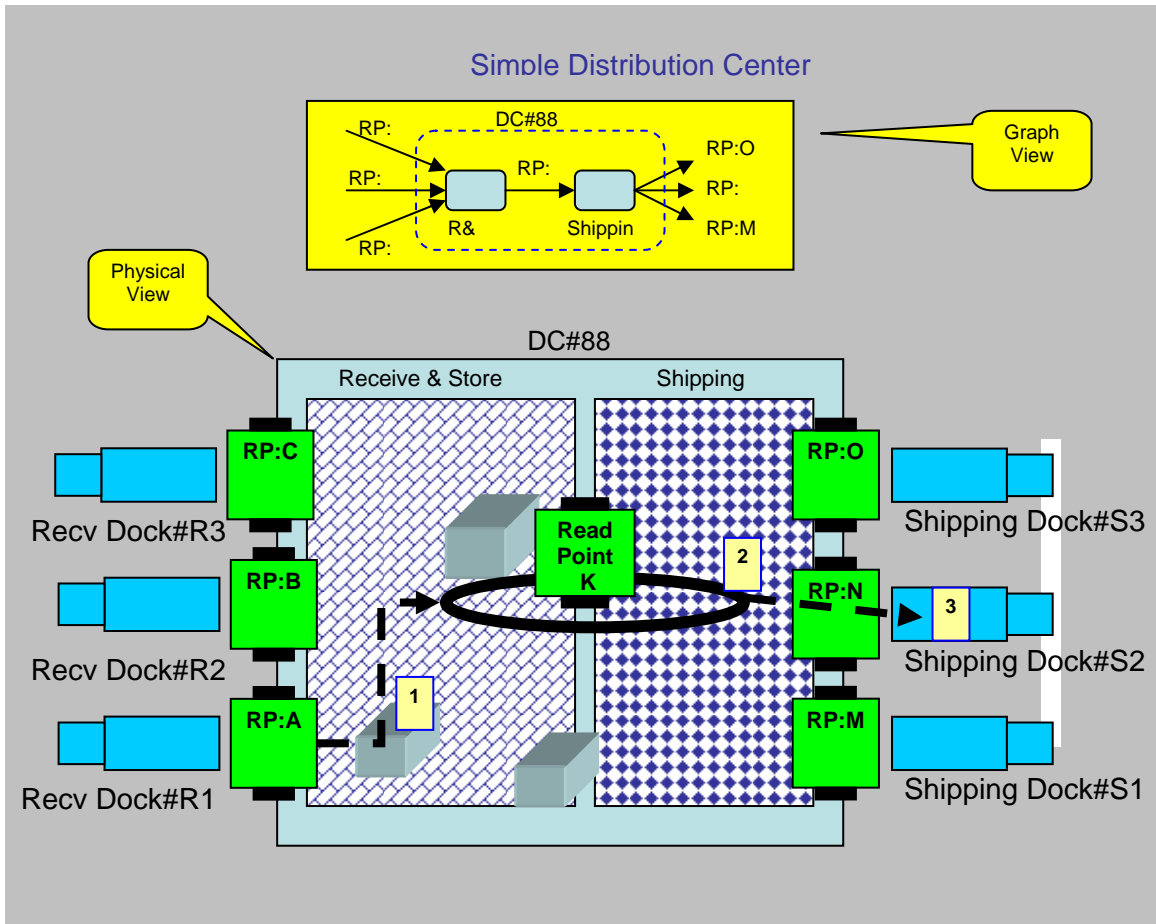 Simple Distribution Center
DC#88
RP:
RP:
RP:
RP:
R&
Shippin
RP:O
RP:
RP:M
Graph
View
Physical
View
DC#88
Receive & Store
Shipping
RP:C
Recv Dock#R3
RP:B
Recv Dock#R2
RP:A
Recv Dock#R1
1
Read
Point
K
2
RP:O
Shipping Dock#S3
RP:N
3
Shipping Dock#S2
RP:M
Shipping Dock#S1